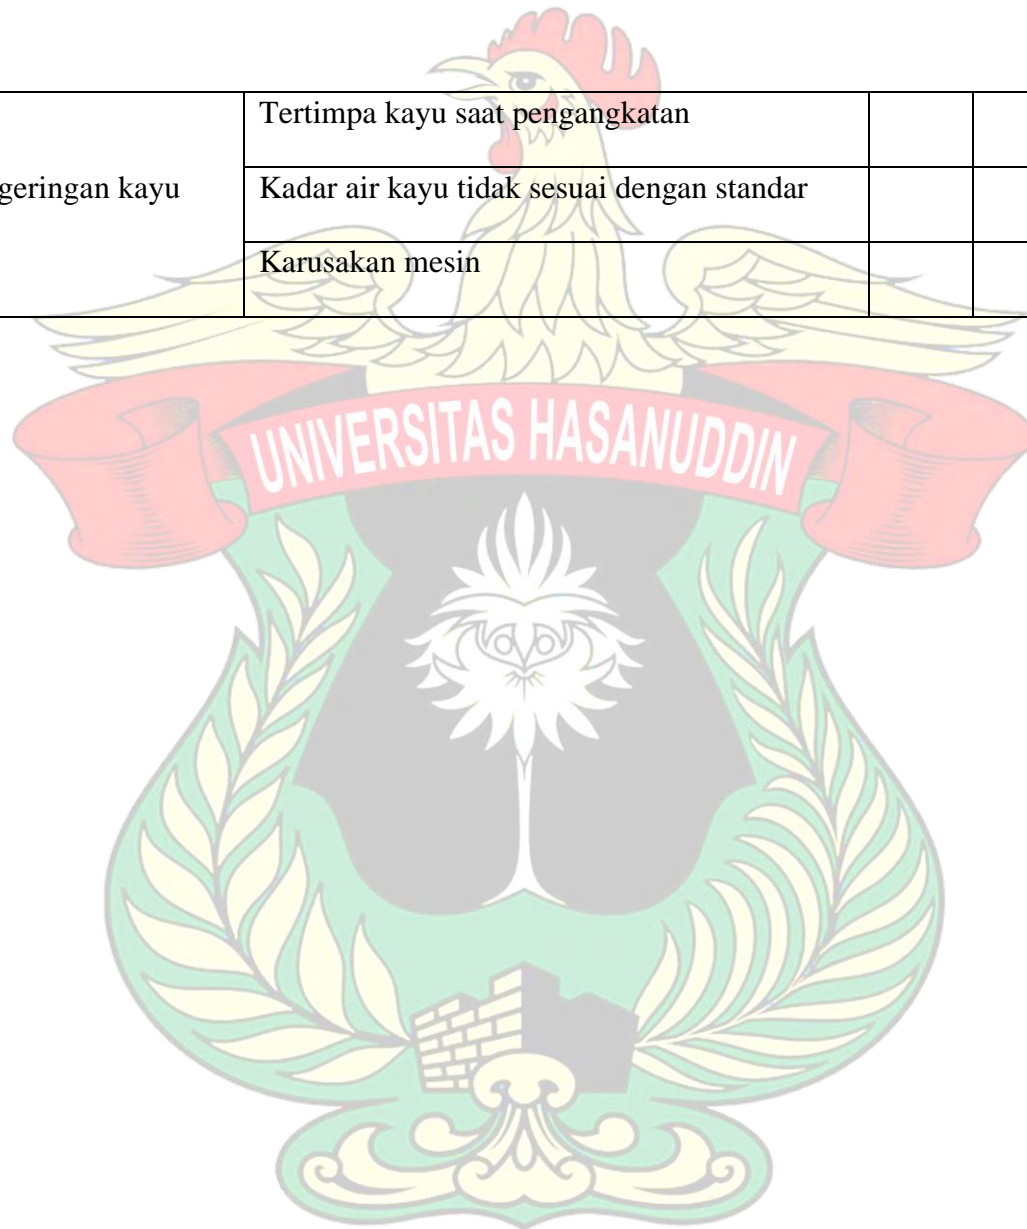 Tertimpa kayu saat pengangkatan
geringan kayu
Kadar air kayu tidak sesuai dengan standar
Karusakan mesin
UNIVERSITAS HASANUDDIN